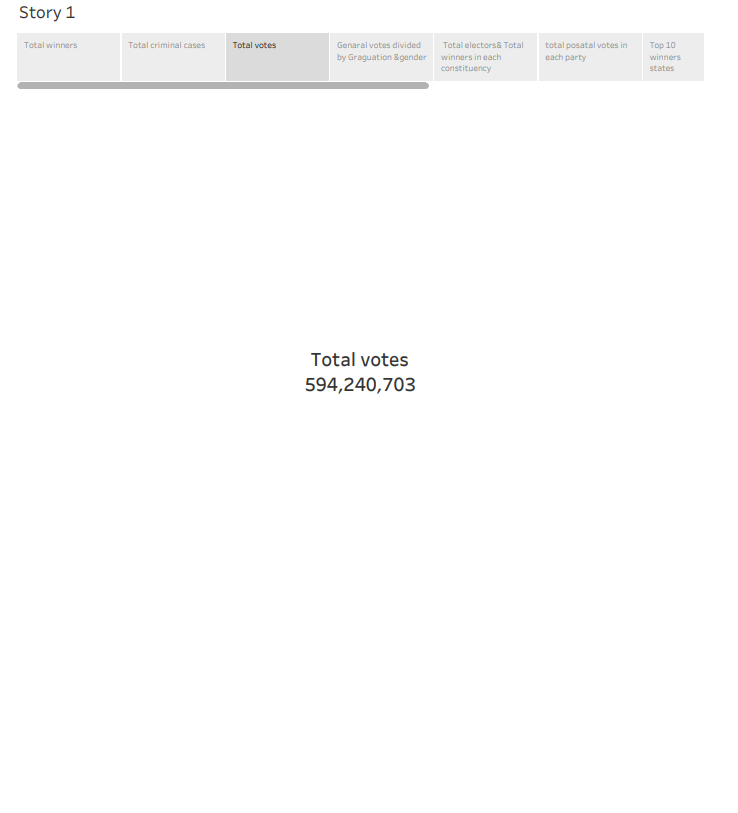 Story 1
Total winners
Total criminal cases
Total votes
Genaral votes divided
by Graguation &gender
Total electors& Total
winners in each
constituency
total posatal votes in
each party
Top 10
winners
states
Total votes
594,240,703